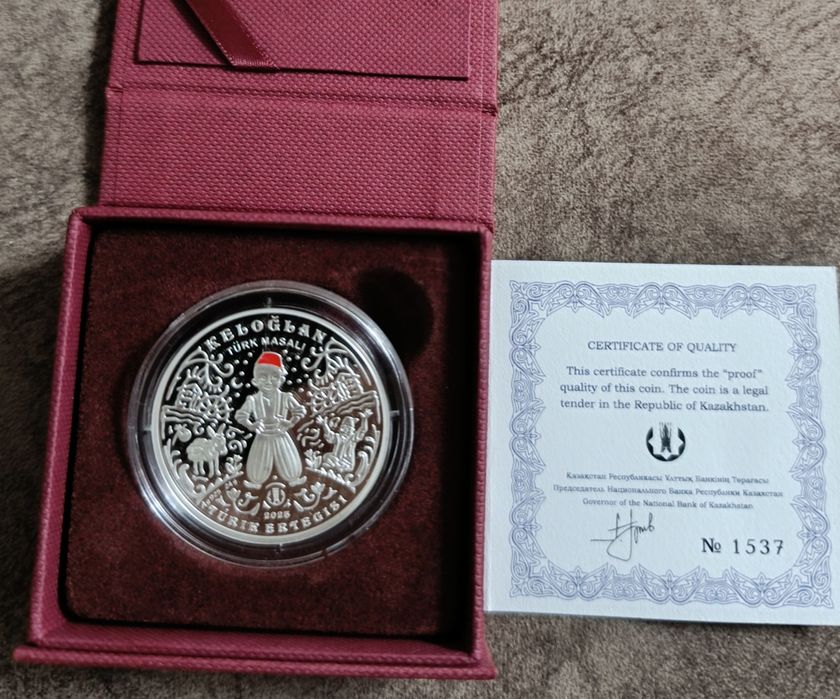 KELOĞLAN
TÜRK MASALI
2025
TÚRIK ERTEGISI
CERTIFICATE OF QUALITY
This certificate confirms the "proof"
quality of this coin. The coin is a legal
tender in the Republic of Kazakhstan.
Қазақстан Республикасы Ұлттық Банкінің Төрағасы
Председатель Национального Банка Республики Казахстан
Governor of the National Bank of Kazakhstan
№ 1537